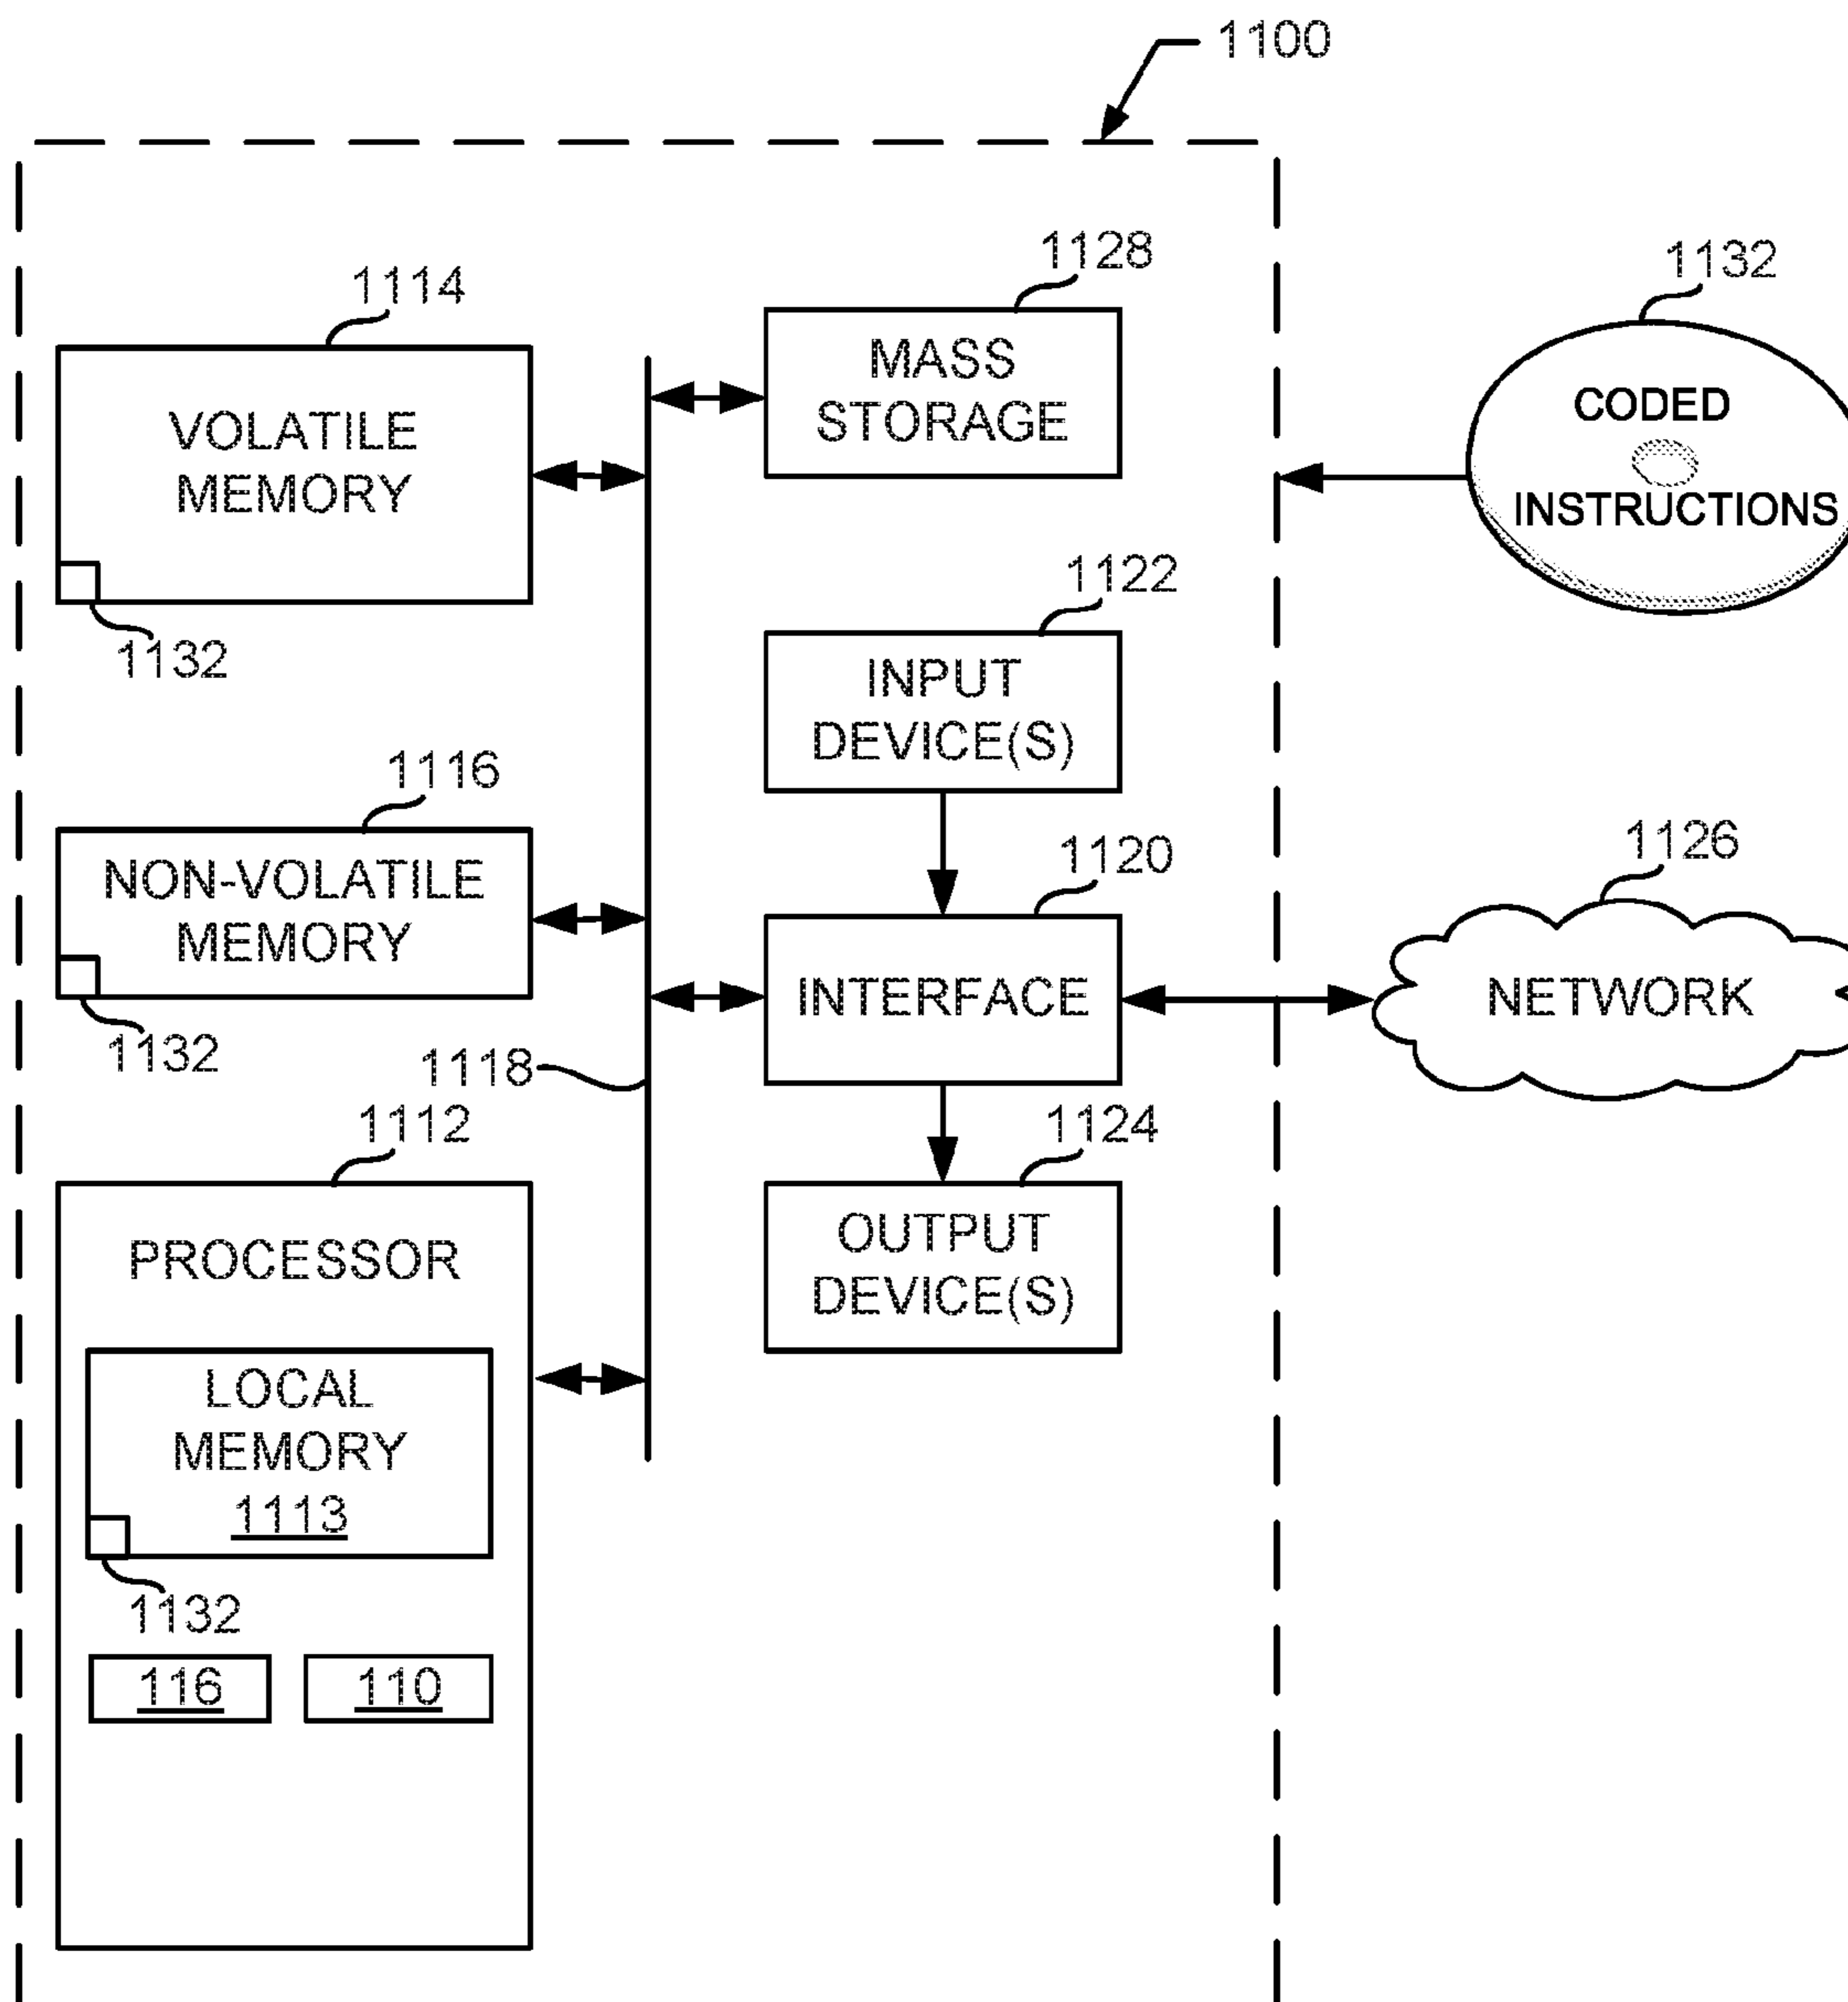 1100
1128
1114
1132
MASS
STORAGE
VOLATILE
MEMORY
CODED
INSTRUCTIONS
1132
1122
INPUT
DEVICE(S)
1116
1120
1126
NON-VOLATILE
MEMORY
INTERFACE
NETWORK
1132
1118
1112
1124
PROCESSOR
OUTPUT
DEVICE(S)
LOCAL
MEMORY
1113
1132
116
110